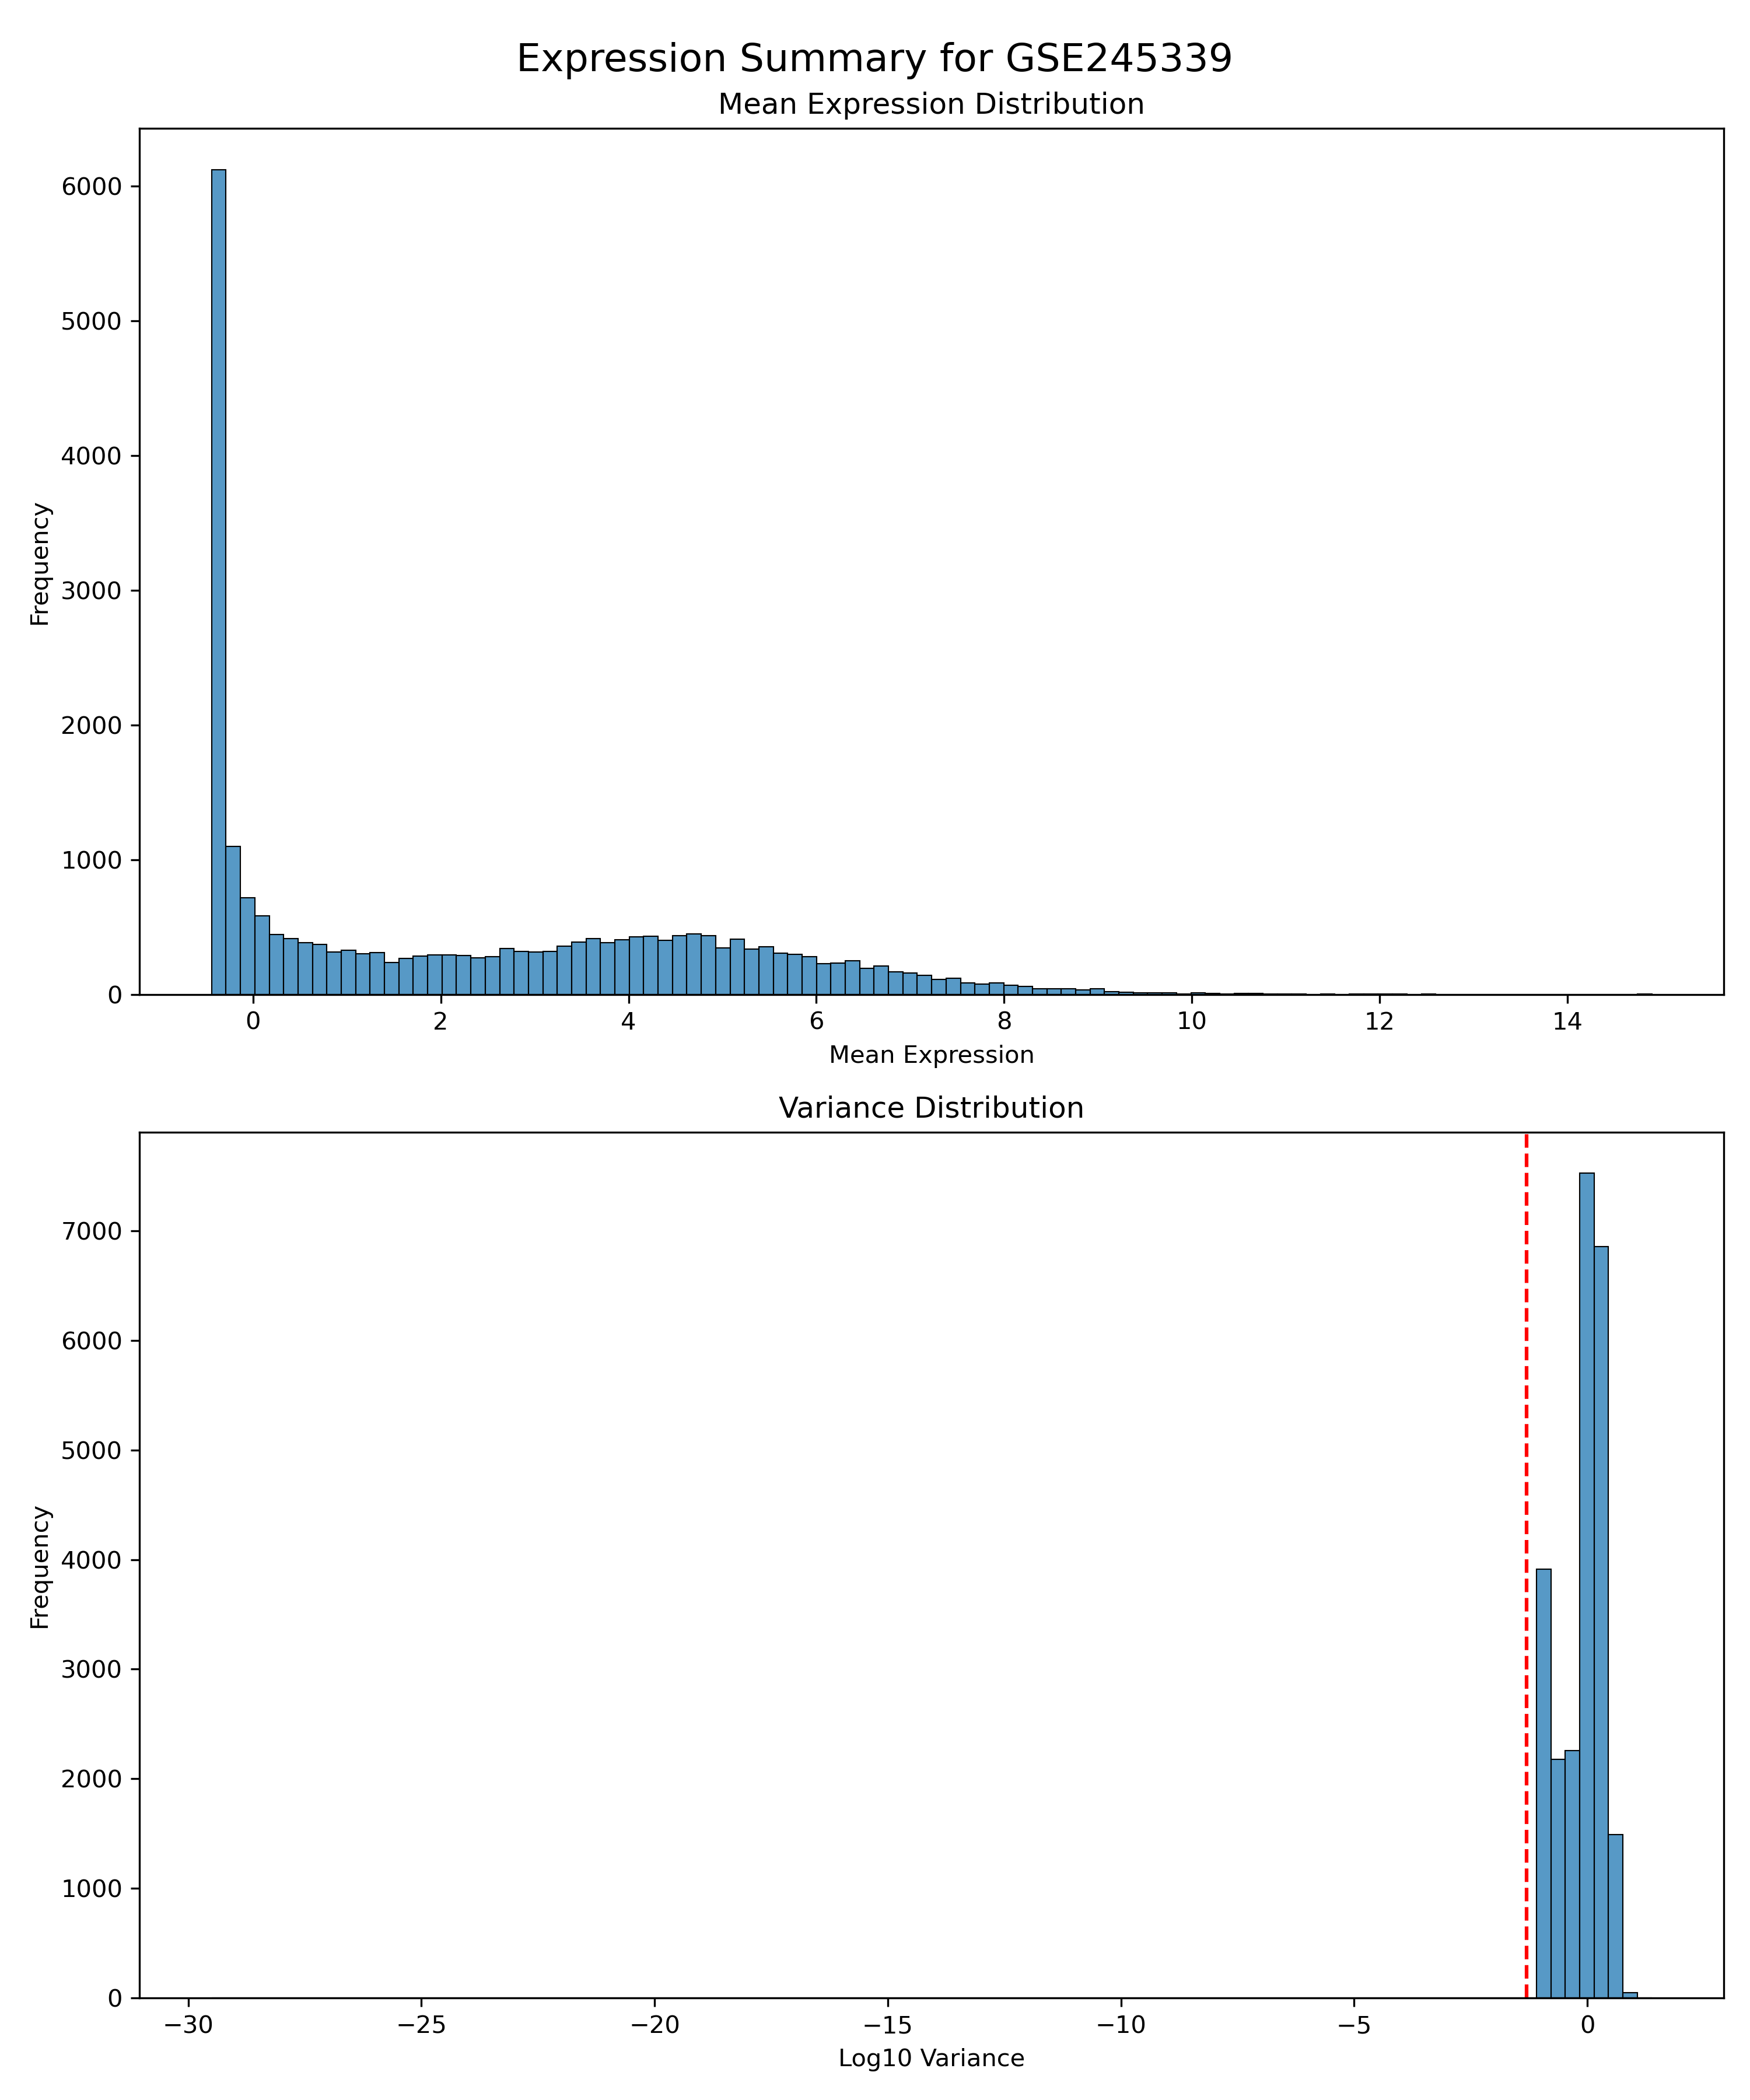 Expression Summary for GSE245339
Mean Expression Distribution
6000
5000
4000
3000
2000
1000
0
Frequency
0 2 4 6 8 10 12 14
Mean Expression
Variance Distribution
7000
6000
5000
4000
3000
2000
1000
0
Frequency
−30 −25 −20 −15 −10 −5 0
Log10 Variance